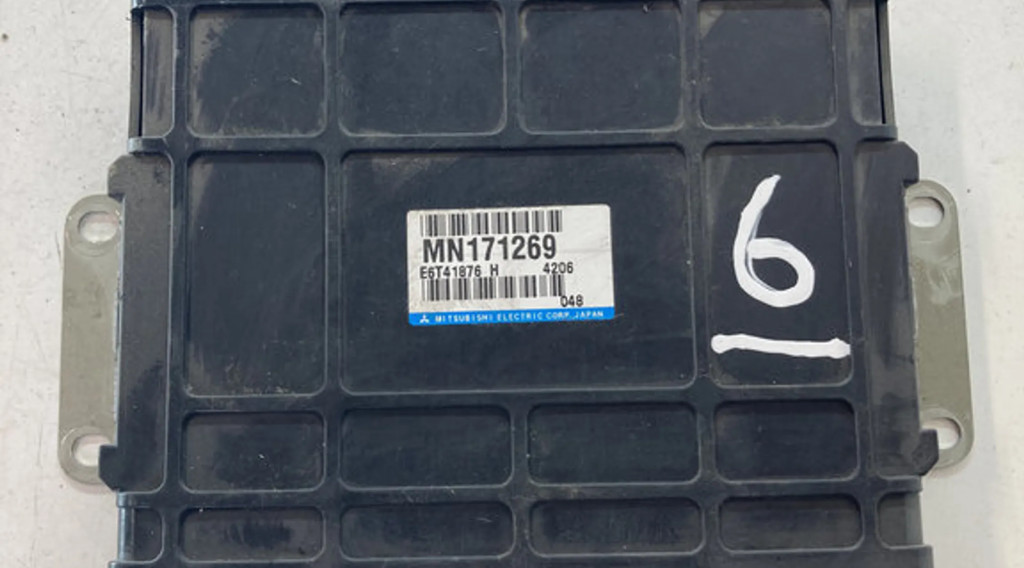 MN171269
E6T41876 H 4206
048
MITSUBISHI ELECTRIC CORP. JAPAN
6